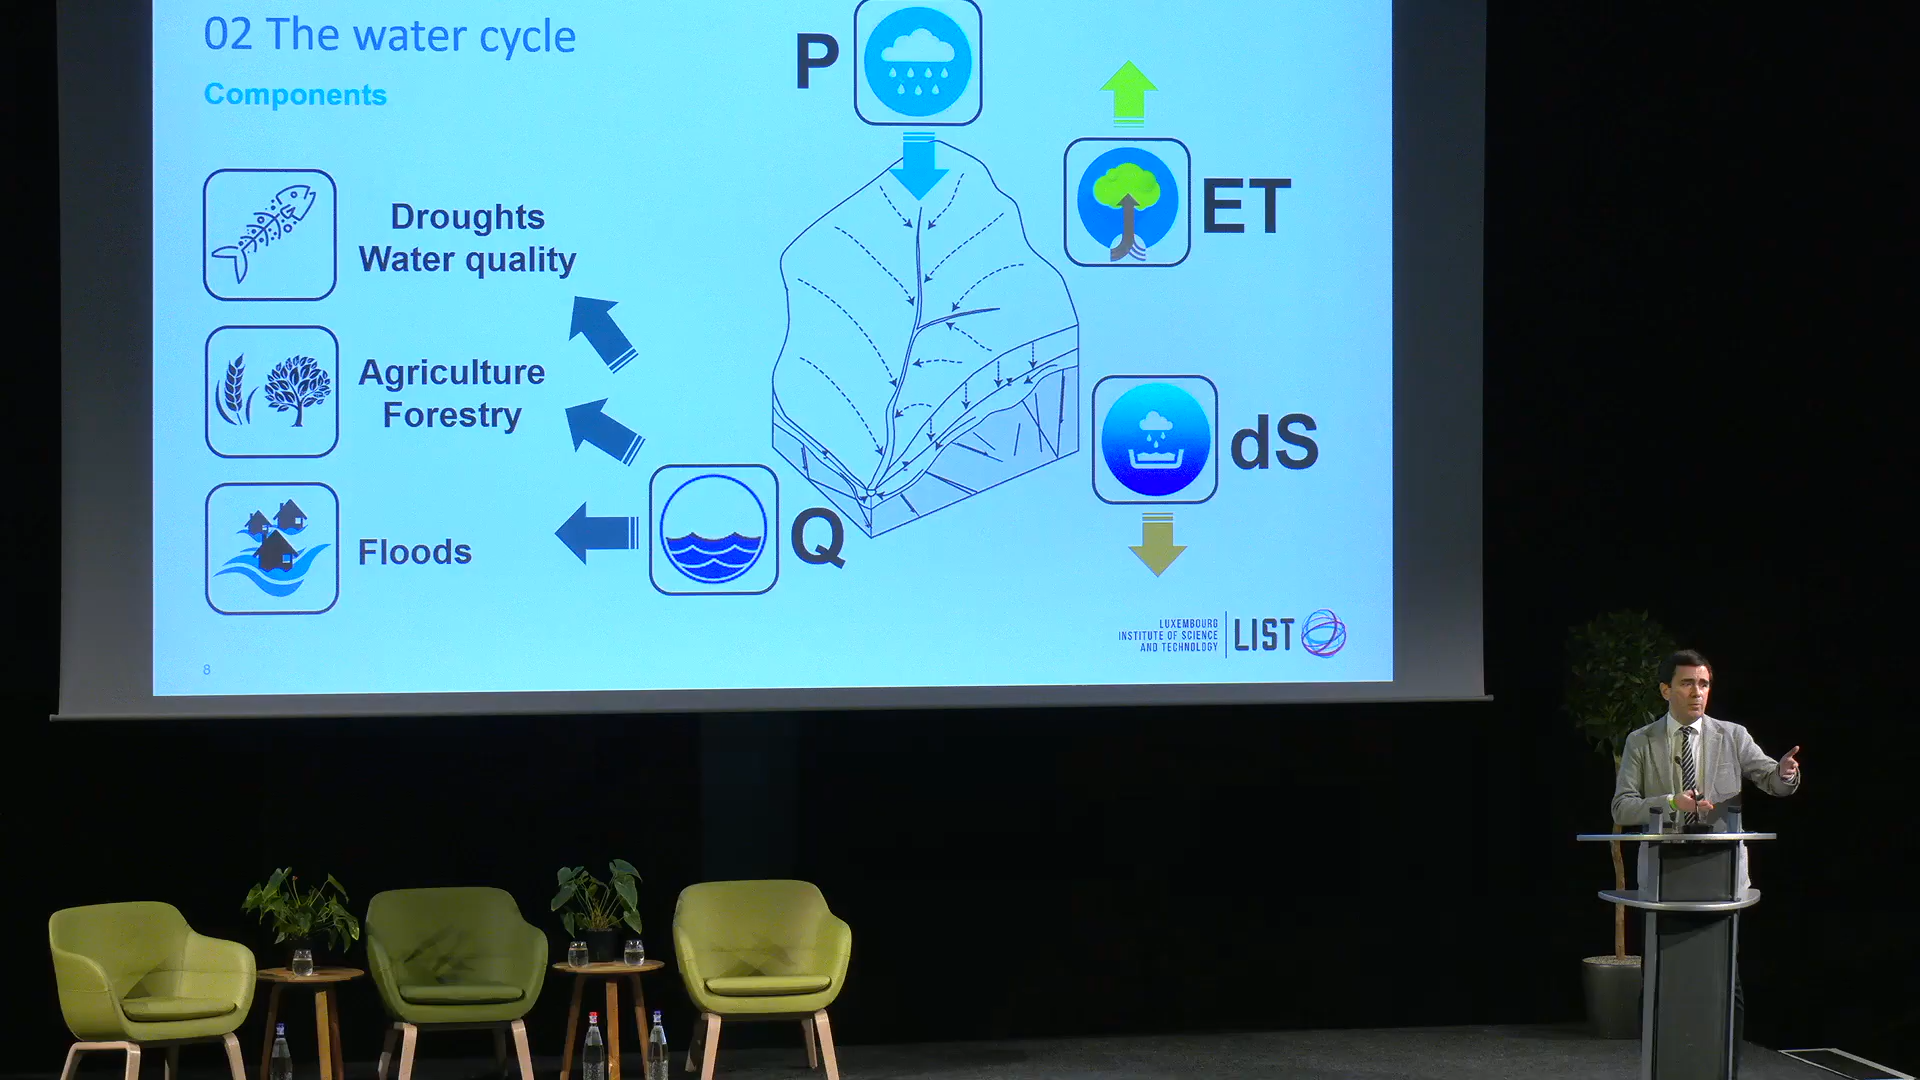 02 The water cycle
Components
P
ET
Droughts
Water quality
Agriculture
Forestry
dS
Q
Floods
LUXEMBOURG
INSTITUTE OF SCIENCE
AND TECHNOLOGY
LIST
8